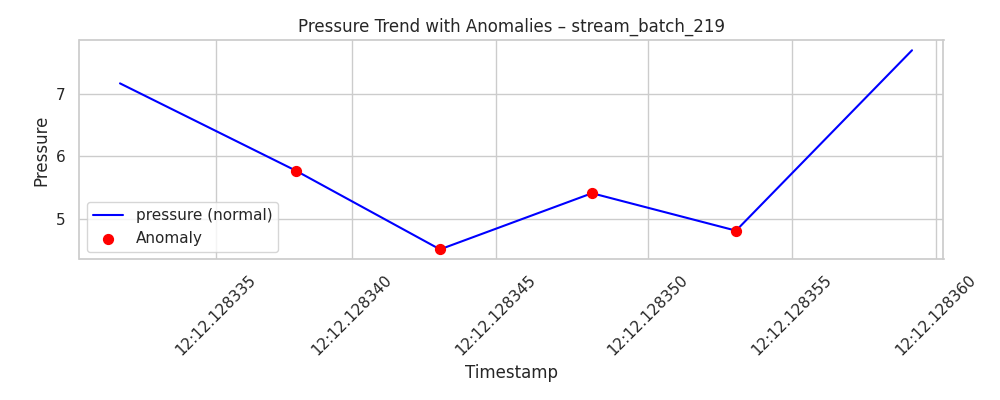 Pressure Trend with Anomalies – stream_batch_219
Pressure
7
6
5
pressure (normal)
Anomaly
12:12.128335
12:12.128340
12:12.128345
12:12.128350
12:12.128355
12:12.128360
Timestamp